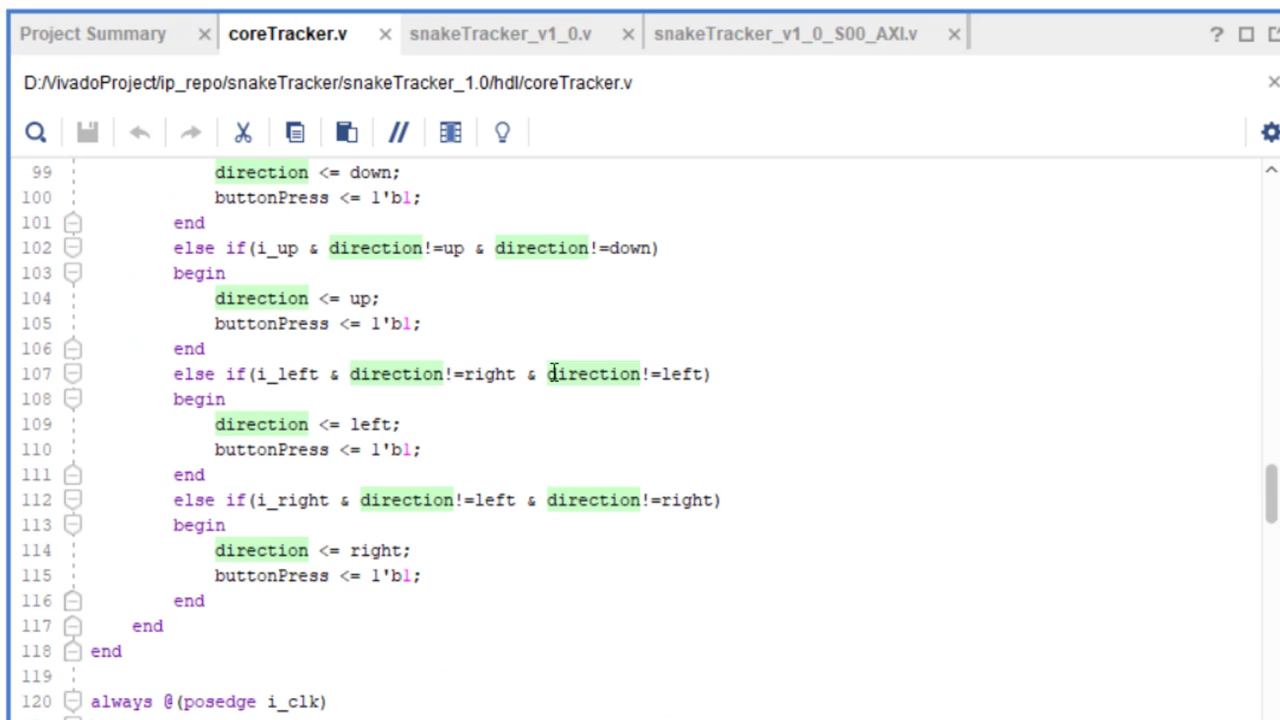 Project Summary × coreTracker.v × snakeTracker_v1_0.v × snakeTracker_v1_0_S00_AXI.v × ?
D:/VivadoProject/ip_repo/snakeTracker/snakeTracker_1.0/hdl/coreTracker.v ×
//
99 direction <= down;
100 buttonPress <= 1'b1;
101 end
102 else if(i_up & direction!=up & direction!=down)
103 begin
104 direction <= up;
105 buttonPress <= 1'b1;
106 end
107 else if(i_left & direction!=right & direction!=left)
108 begin
109 direction <= left;
110 buttonPress <= 1'b1;
111 end
112 else if(i_right & direction!=left & direction!=right)
113 begin
114 direction <= right;
115 buttonPress <= 1'b1;
116 end
117 end
118 end
119
120 always @(posedge i_clk)